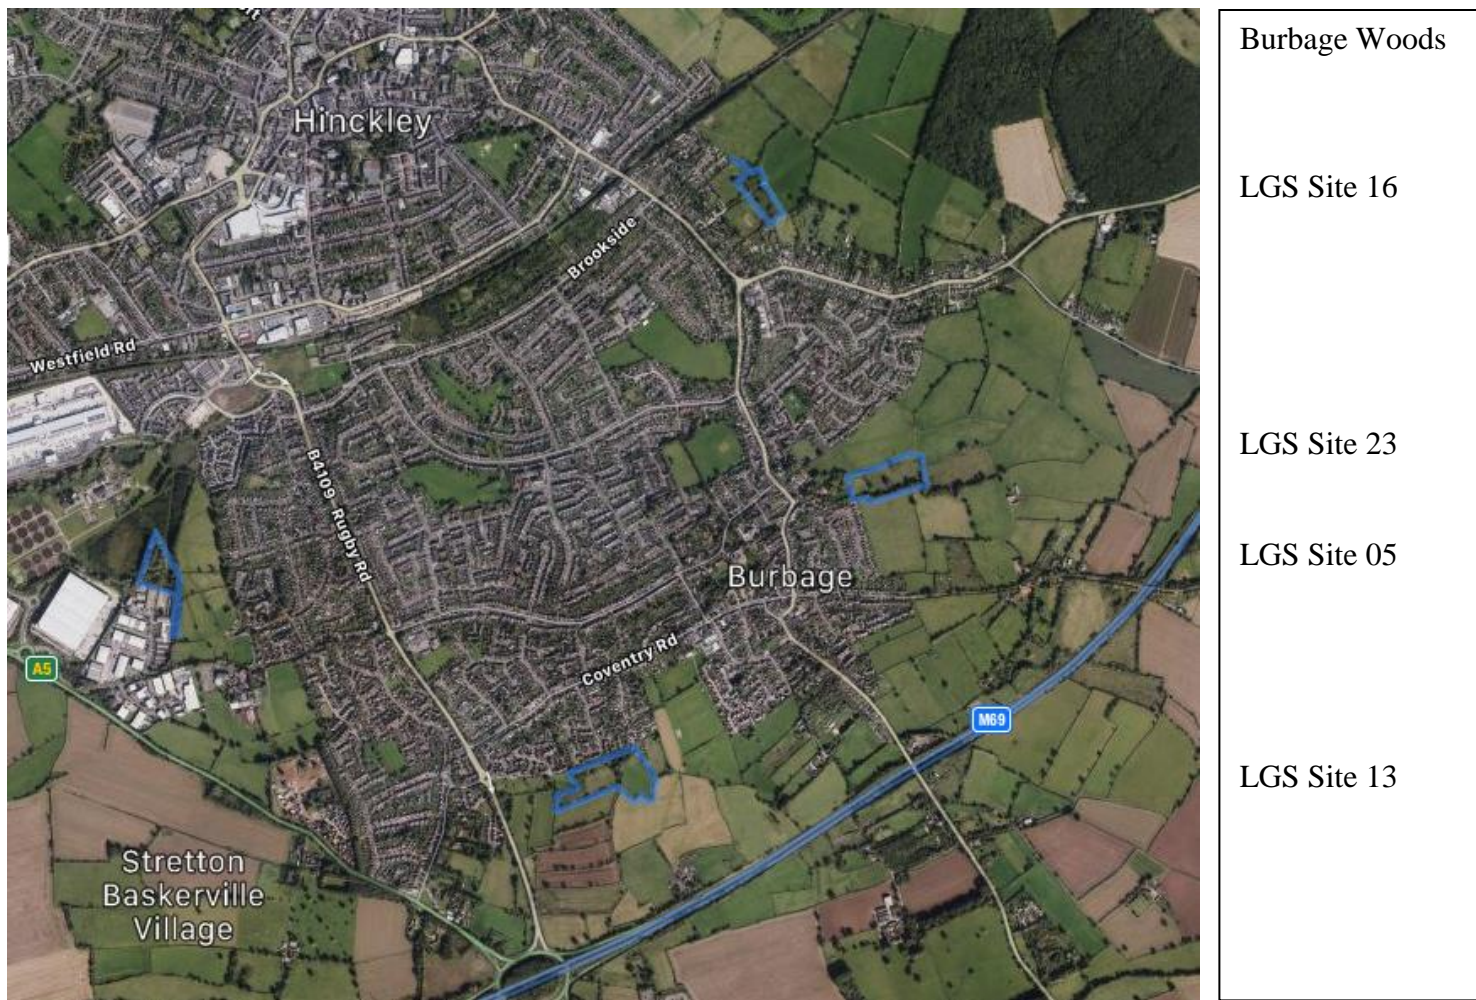 Hinckley
Brookside
Westfield Rd
B4109 Rugby Rd
Burbage
Coventry Rd
A5
M69
Stretton
Baskerville
Village
Burbage Woods
LGS Site 16
LGS Site 23
LGS Site 05
LGS Site 13